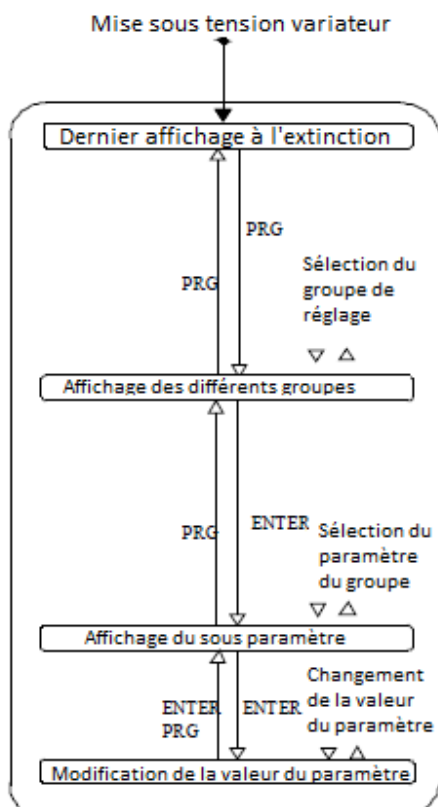 Mise sous tension variateur
Dernier affichage à l'extinction
PRG
PRG
Sélection du
groupe de
réglage
Affichage des différents groupes
PRG
ENTER
Sélection du
paramètre
du groupe
Affichage du sous paramètre
ENTER
PRG
ENTER
Changement
de la valeur
du paramètre
Modification de la valeur du paramètre